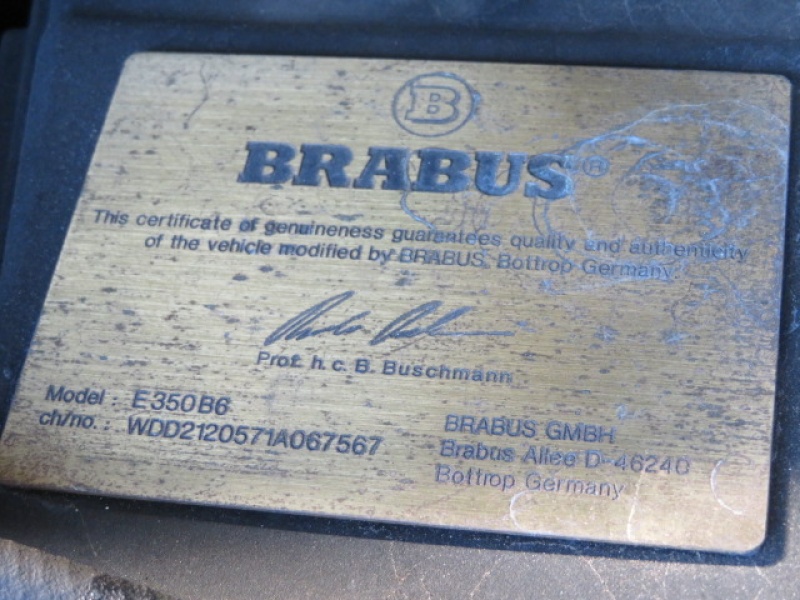 B
BRABUS®
This certificate of genuineness guarantees quality and authenticity
of the vehicle modified by BRABUS, Bottrop Germany
Prof. h. c. B. Buschmann
Model : E350B6
ch/no. : WDD2120571A067567
BRABUS GMBH
Brabus Allee D-46240
Bottrop Germany